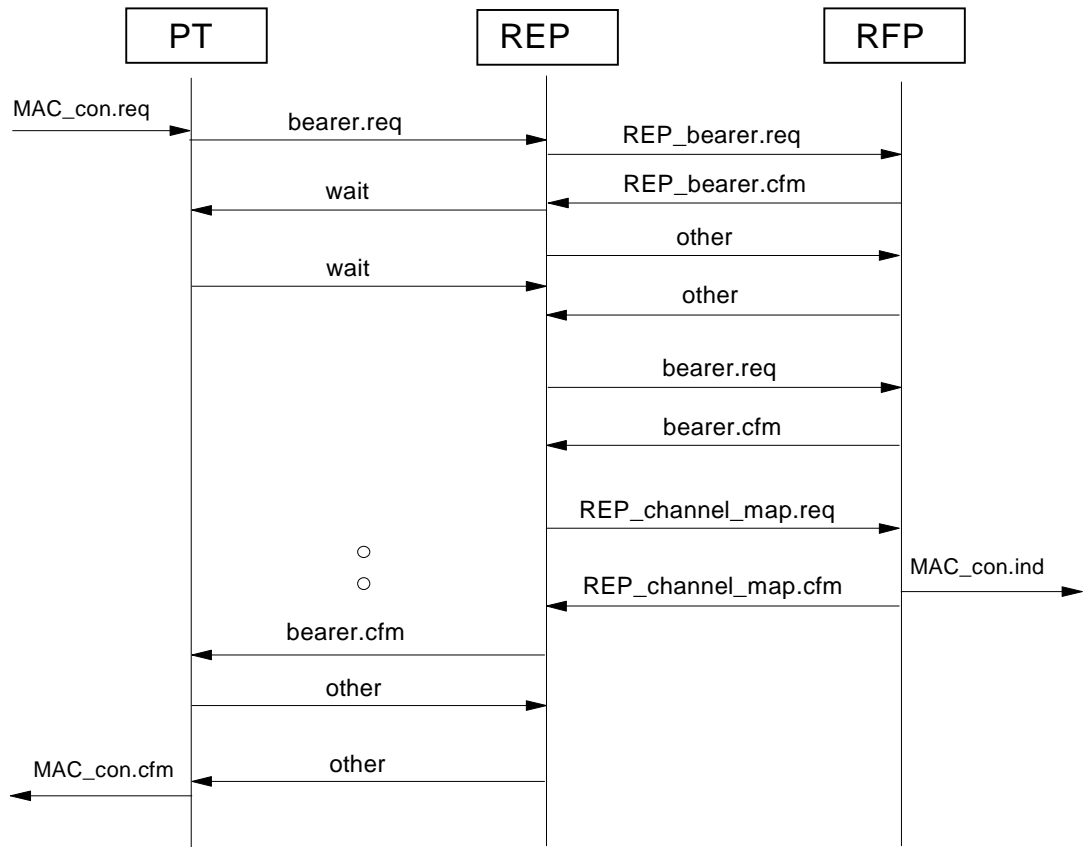 PT
REP
RFP
MAC_con.req
bearer.req
REP_bearer.req
REP_bearer.cfm
wait
other
wait
other
bearer.req
bearer.cfm
REP_channel_map.req
MAC_con.ind
REP_channel_map.cfm
bearer.cfm
other
other
MAC_con.cfm